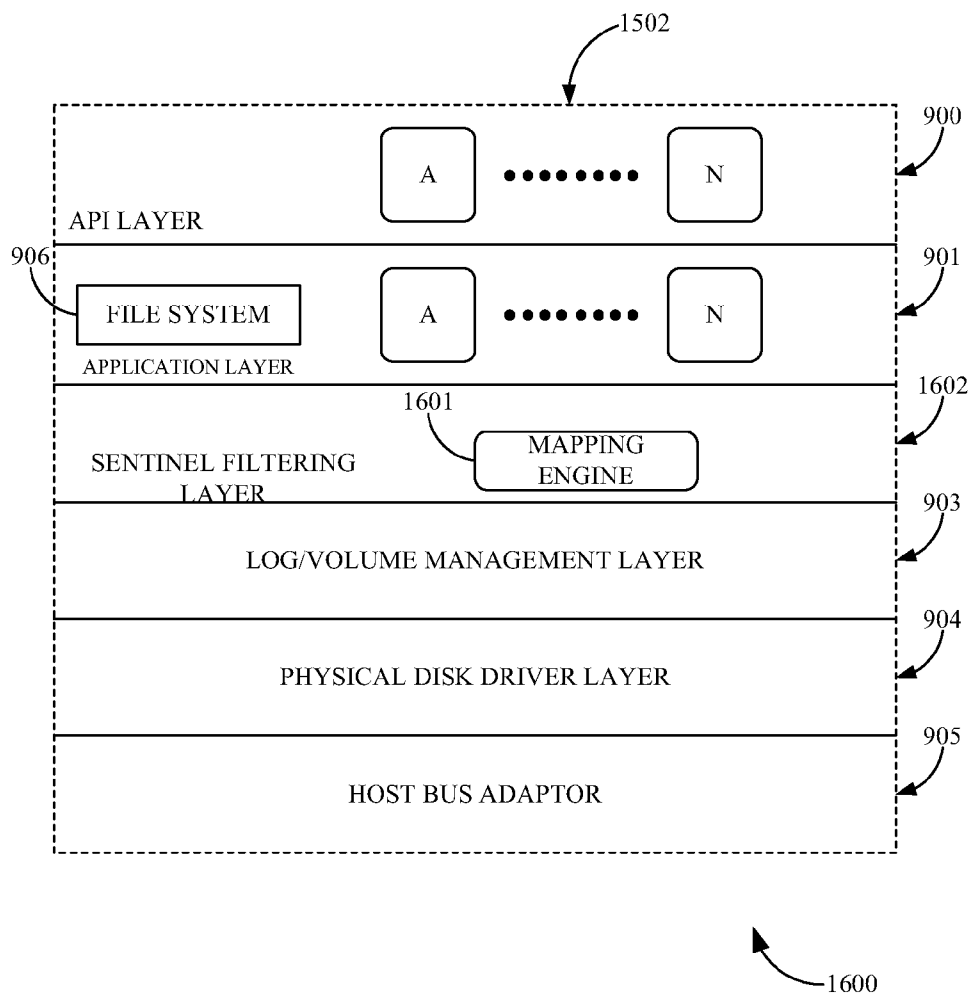 1502
900
A
N
API LAYER
906
901
FILE SYSTEM
A
N
APPLICATION LAYER
1601
1602
MAPPING
ENGINE
SENTINEL FILTERING
LAYER
903
LOG/VOLUME MANAGEMENT LAYER
904
PHYSICAL DISK DRIVER LAYER
905
HOST BUS ADAPTOR
1600